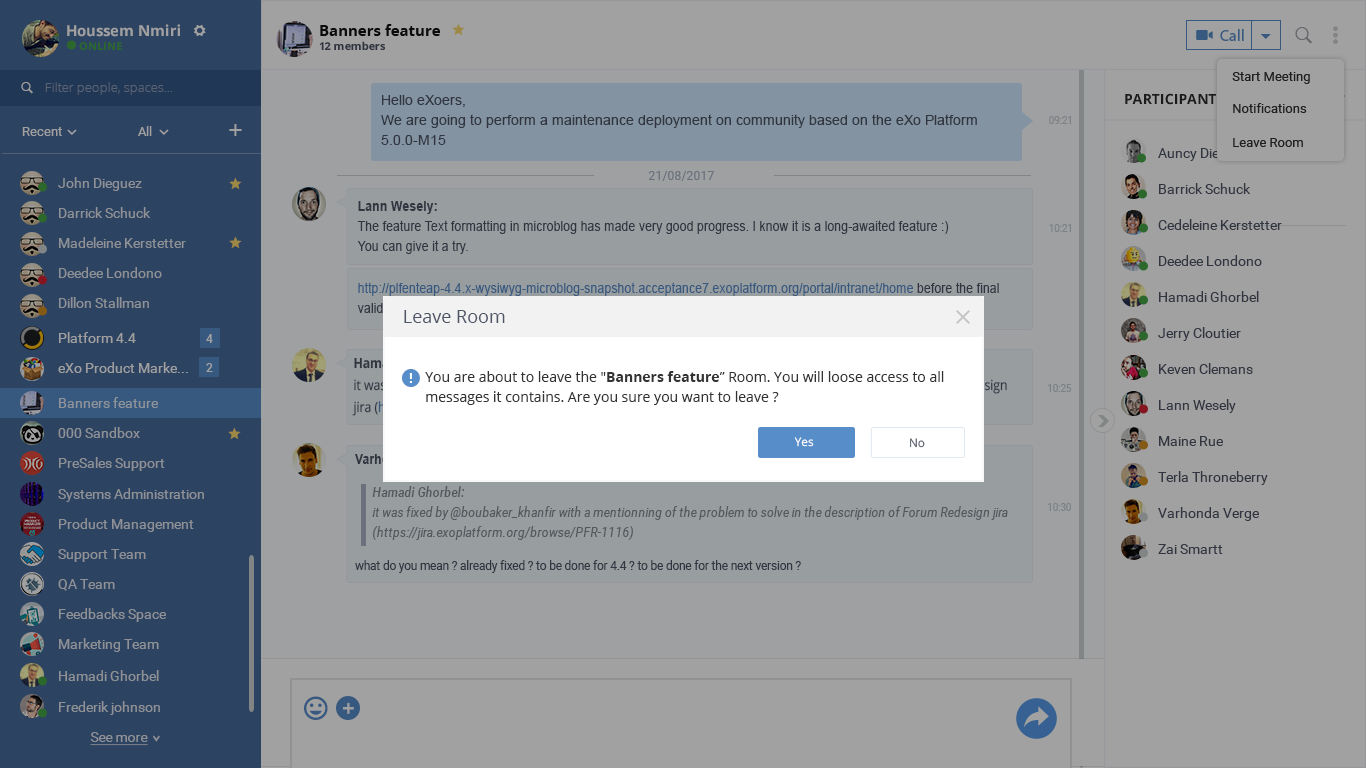 Houssem Nmiri
ONLINE
Filter people, spaces...
Recent
All
John Dieguez
Darrick Schuck
Madeleine Kerstetter
Deedee Londono
Dillon Stallman
Platform 4.4
4
eXo Product Marke...
2
Banners feature
000 Sandbox
PreSales Support
Systems Administration
Product Management
Support Team
QA Team
Feedbacks Space
Marketing Team
Hamadi Ghorbel
Frederik johnson
See more
Banners feature
12 members
Call
Start Meeting
Notifications
Leave Room
Hello eXoers,
We are going to perform a maintenance deployment on community based on the eXo Platform
5.0.0-M15
09:21
21/08/2017
Lann Wesely:
The feature Text formatting in microblog has made very good progress. I know it is a long-awaited feature :)
You can give it a try.
10:21
http://plfenteap-4.4.x-wysiwyg-microblog-snapshot.acceptance7.exoplatform.org/portal/intranet/home before the final
valid
Leave Room
You are about to leave the "Banners feature” Room. You will loose access to all
messages it contains. Are you sure you want to leave ?
Yes
No
Hama
it was
sign
jira (h
10:25
Varho
Hamadi Ghorbel:
it was fixed by @boubaker_khanfir with a mentionning of the problem to solve in the description of Forum Redesign jira
(https://jira.exoplatform.org/browse/PFR-1116)
10:30
what do you mean ? already fixed ? to be done for 4.4 ? to be done for the next version ?
PARTICIPANT
Auncy Die
Barrick Schuck
Cedeleine Kerstetter
Deedee Londono
Hamadi Ghorbel
Jerry Cloutier
Keven Clemans
Lann Wesely
Maine Rue
Terla Throneberry
Varhonda Verge
Zai Smartt